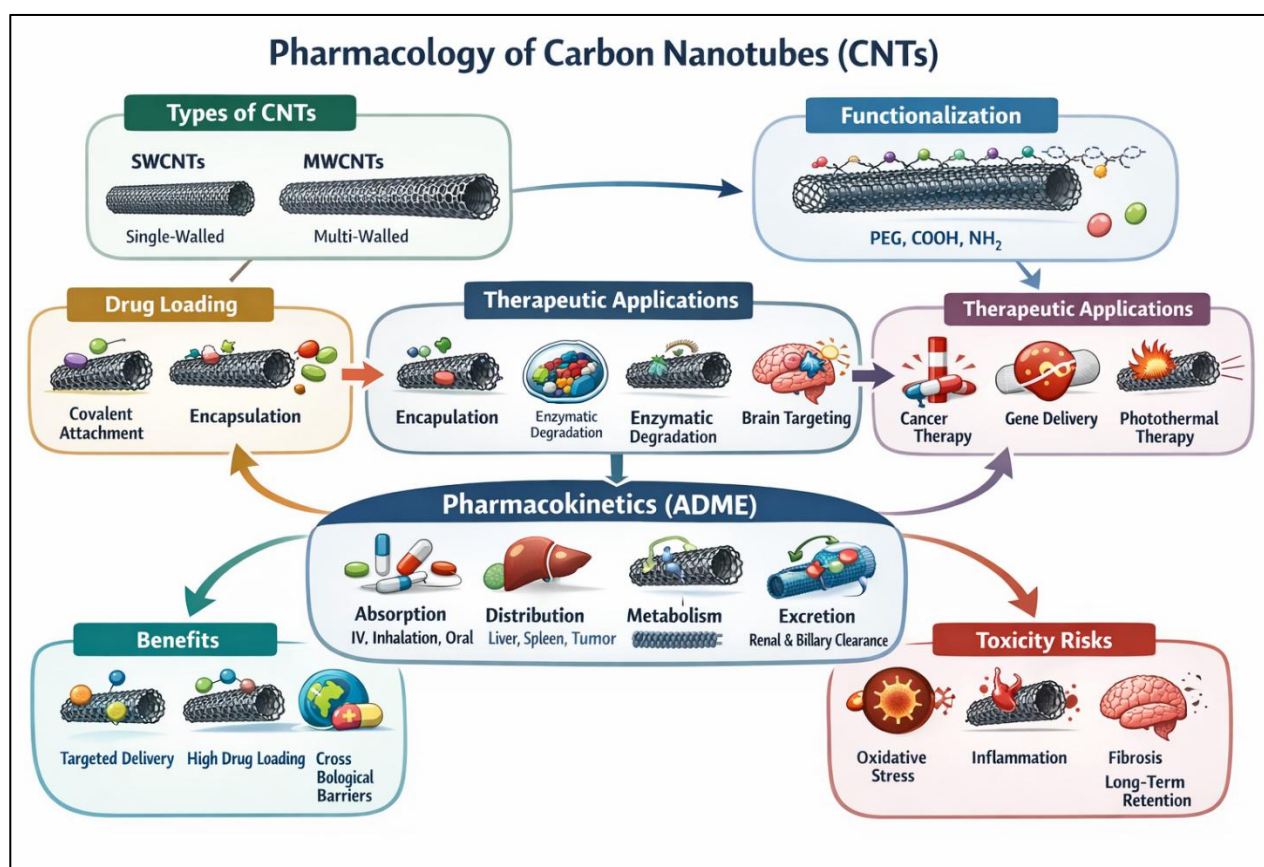 Pharmacology of Carbon Nanotubes (CNTs)
Types of CNTs
SWCNTs
MWCNTs
Single-Walled
Multi-Walled
Functionalization
PEG, COOH, NH₂
Drug Loading
Covalent
Attachment
Encapsulation
Therapeutic Applications
Encapulation
Enzymatic
Degradation
Enzymatic
Degradation
Brain Targeting
Therapeutic Applications
Cancer
Therapy
Gene Delivery
Photothermal
Therapy
Pharmacokinetics (ADME)
Absorption
IV, Inhalation, Oral
Distribution
Liver, Spleen, Tumor
Metabolism
Excretion
Renal & Billary Clearance
Benefits
Targeted Delivery
High Drug Loading
Cross
Bological
Barriers
Toxicity Risks
Oxidative
Stress
Inflammation
Fibrosis
Long-Term
Retention